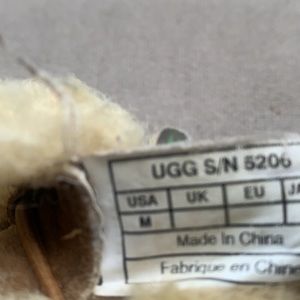 UGG S/N 5206
USA UK EU
M
Made In China
Fabrique en Chine